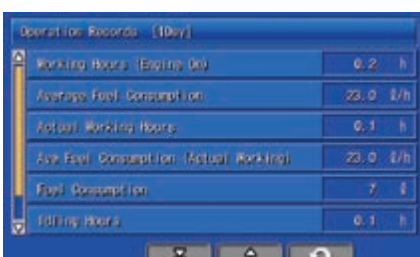 Operation Records [1Day]
Working Hours (Engine On) 0.2 h
Average Fuel Consumption 23.0 ℓ/h
Actual Working Hours 0.1 h
Ave Fuel Consumption (Actual Working) 23.0 ℓ/h
Fuel Consumption 7 ℓ
Idling Hours 0.1 h